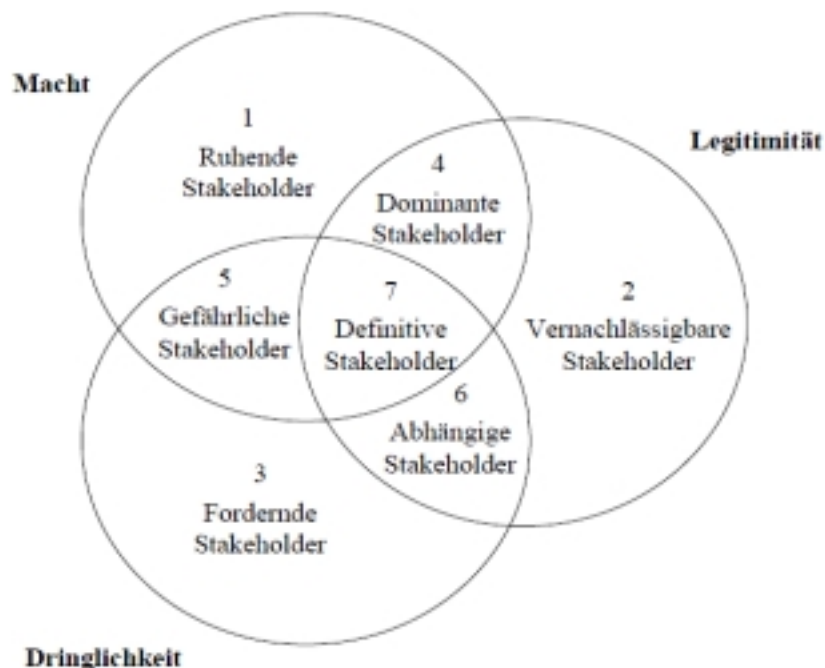 Macht
1
Ruhende
Stakeholder
Legitimität
4
Dominante
Stakeholder
5
Gefährliche
Stakeholder
7
Definitive
Stakeholder
2
Vernachlässigbare
Stakeholder
6
Abhängige
Stakeholder
3
Fordernde
Stakeholder
Dringlichkeit